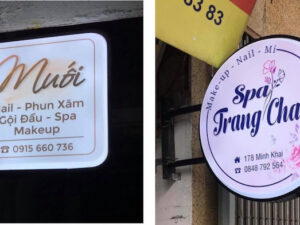 Muối
ail - Phun Xăm
Gội Đầu - Spa
Makeup
☎ 0915 660 736
83 83
Make-up - Nail - Mi
Spa
Trang Cha
178 Minh Khai
☎ 0848 792 564